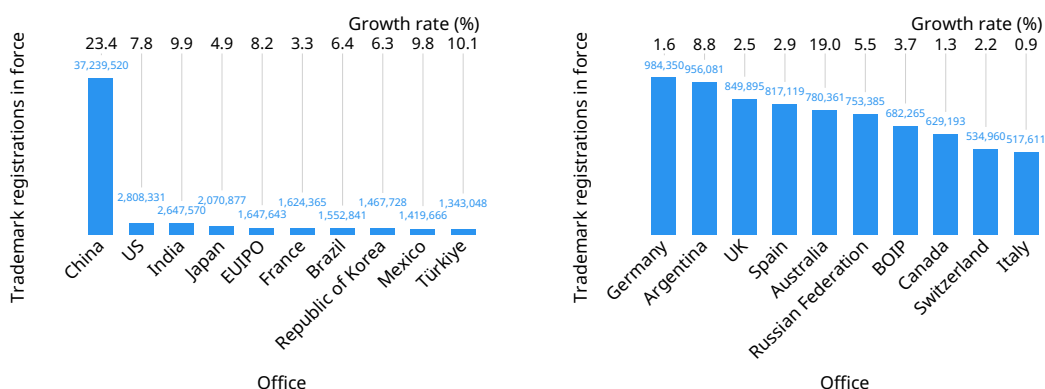 Growth rate (%)
23.4 7.8 9.9 4.9 8.2 3.3 6.4 6.3 9.8 10.1
37,239,520
2,808,331
2,647,570
2,070,877
1,647,643
1,624,365
1,552,841
1,467,728
1,419,666
1,343,048
Trademark registrations in force
China
US
India
Japan
EUIPO
France
Brazil
Republic of Korea
Mexico
Türkiye
Office
Growth rate (%)
1.6 8.8 2.5 2.9 19.0 5.5 3.7 1.3 2.2 0.9
984,350
956,081
849,895
817,119
780,361
753,385
682,265
629,193
534,960
517,611
Trademark registrations in force
Germany
Argentina
UK
Spain
Australia
Russian Federation
BOIP
Canada
Switzerland
Italy
Office